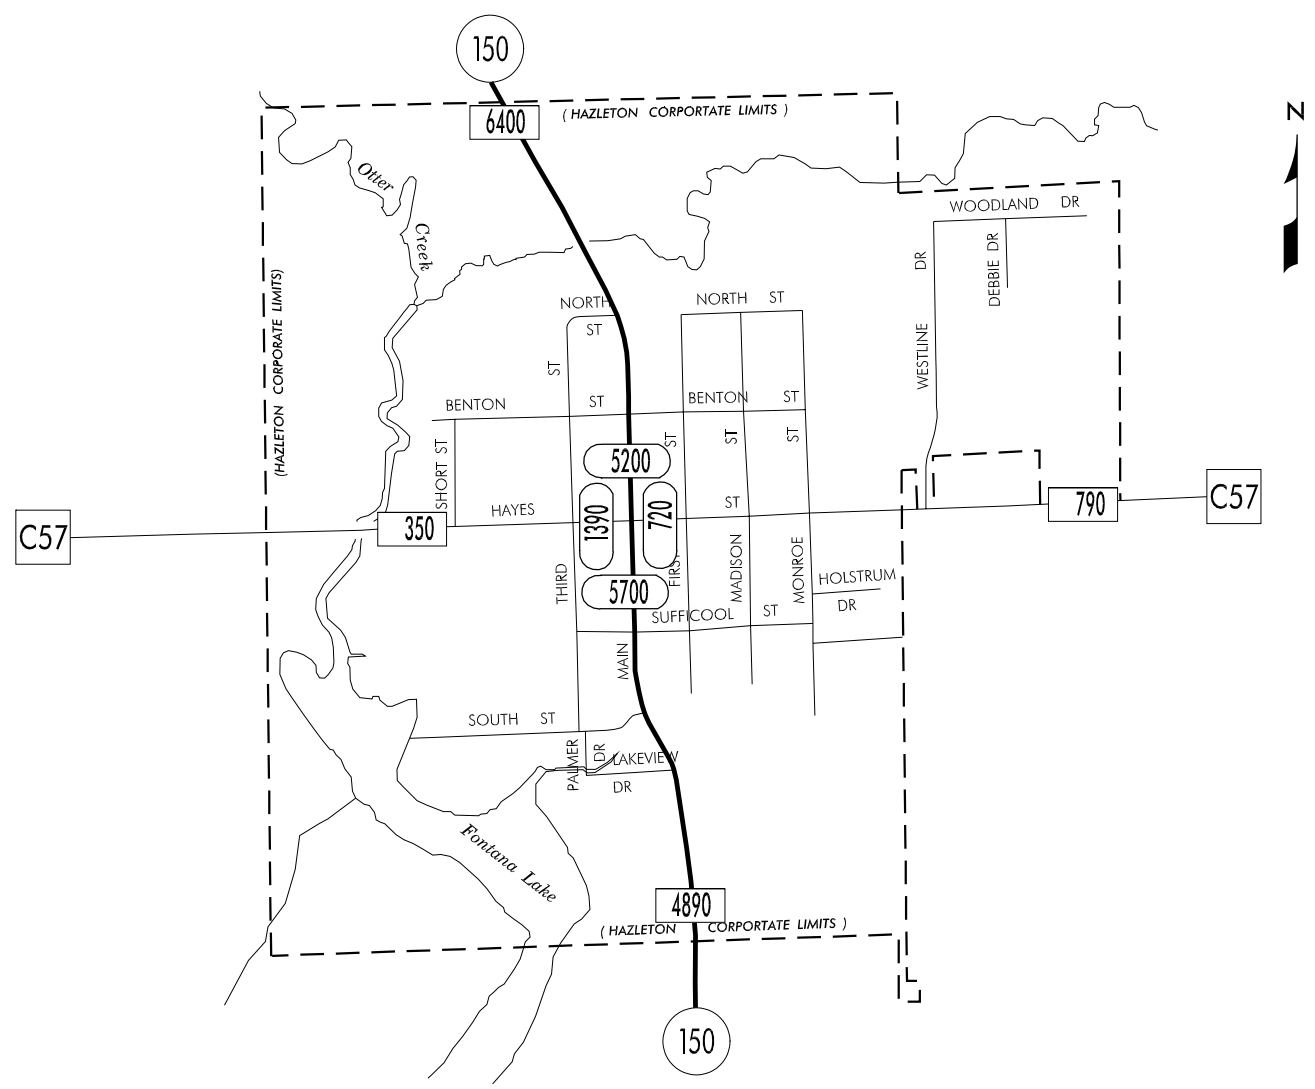 150
6400
( HAZLETON CORPORTATE LIMITS )
N
Otter
Creek
WOODLAND DR
DEBBIE DR
WESTLINE DR
(HAZLETON CORPORATE LIMITS)
NORTH
ST
NORTH ST
ST
BENTON ST
BENTON ST
SHORT ST
ST
ST
ST
5200
1390
720
5700
C57
350
HAYES ST
790
C57
THIRD
FIRST
MADISON
MONROE
HOLSTRUM
DR
SUFFICOOL ST
MAIN
SOUTH ST
PALMER
DR
LAKEVIEW
DR
Fontana Lake
4890
( HAZLETON CORPORTATE LIMITS )
150